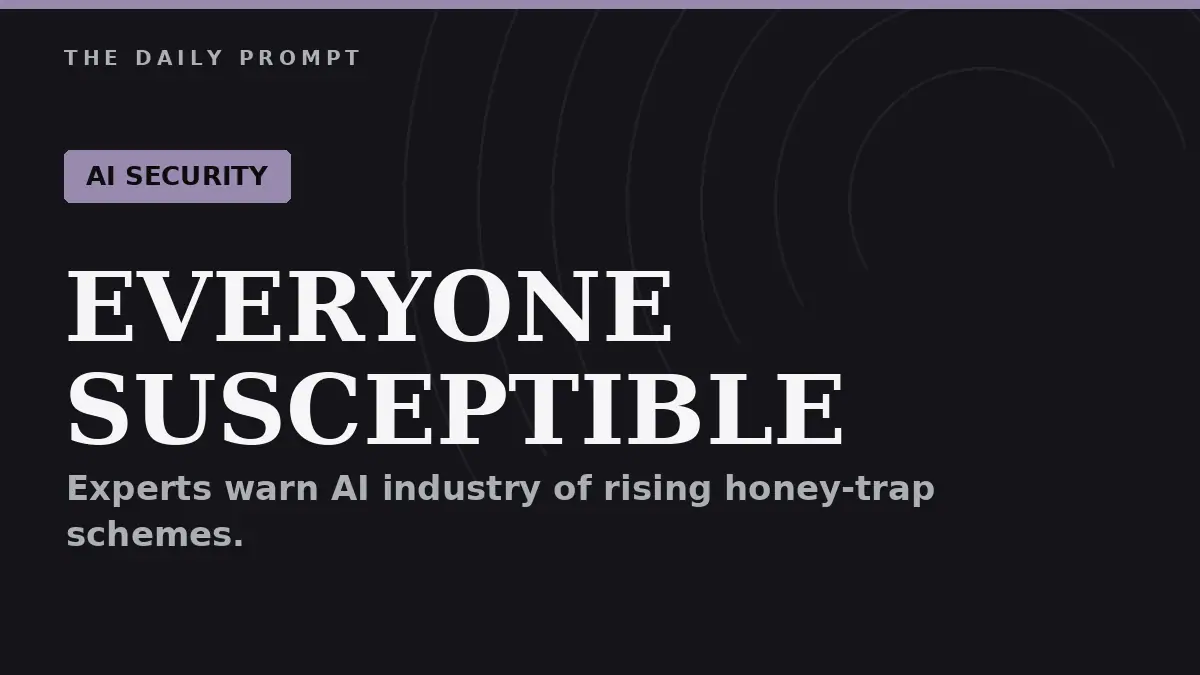 THE DAILY PROMPT
AI SECURITY
EVERYONE
SUSCEPTIBLE
Experts warn AI industry of rising honey-trap
schemes.